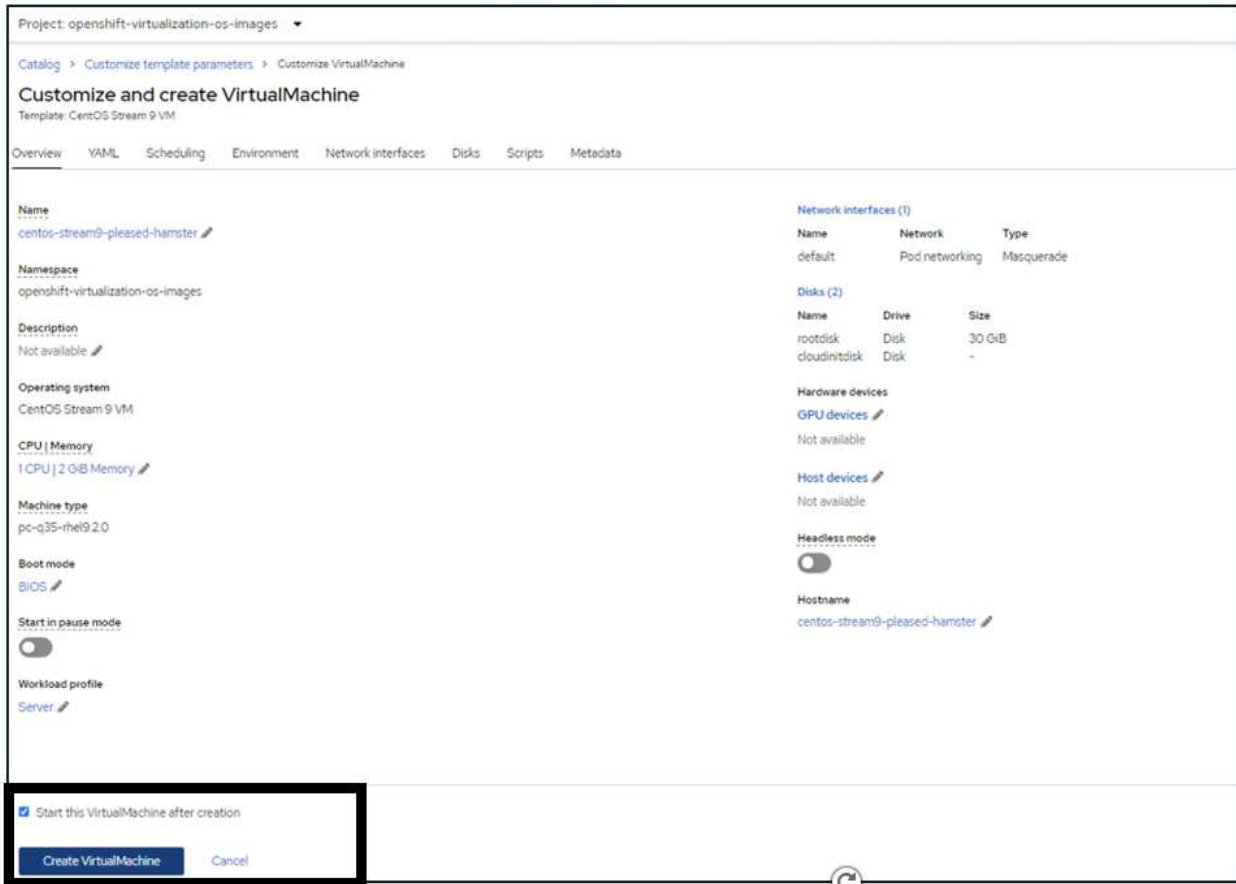 Project: openshift-virtualization-os-images
Catalog > Customize template parameters > Customize VirtualMachine
Customize and create VirtualMachine
Template: CentOS Stream 9 VM
Overview YAML Scheduling Environment Network interfaces Disks Scripts Metadata
Name
centos-stream9-pleased-hamster
Namespace
openshift-virtualization-os-images
Description
Not available
Operating system
CentOS Stream 9 VM
CPU | Memory
1 CPU | 2 GiB Memory
Machine type
pc-q35-rhel9.2.0
Boot mode
BIOS
Start in pause mode
Workload profile
Server
Network interfaces (1)
Name Network Type
default Pod networking Masquerade
Disks (2)
Name Drive Size
rootdisk Disk 30 GiB
cloudinitdisk Disk -
Hardware devices
GPU devices
Not available
Host devices
Not available
Headless mode
Hostname
centos-stream9-pleased-hamster
Start this VirtualMachine after creation
Create VirtualMachine Cancel